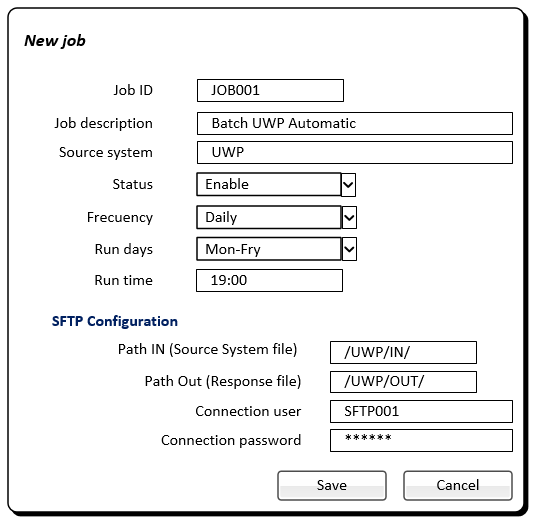 New job
Job ID JOB001
Job description Batch UWP Automatic
Source system UWP
Status Enable
Frecuency Daily
Run days Mon-Fry
Run time 19:00
SFTP Configuration
Path IN (Source System file) /UWP/IN/
Path Out (Response file) /UWP/OUT/
Connection user SFTP001
Connection password ******
Save Cancel